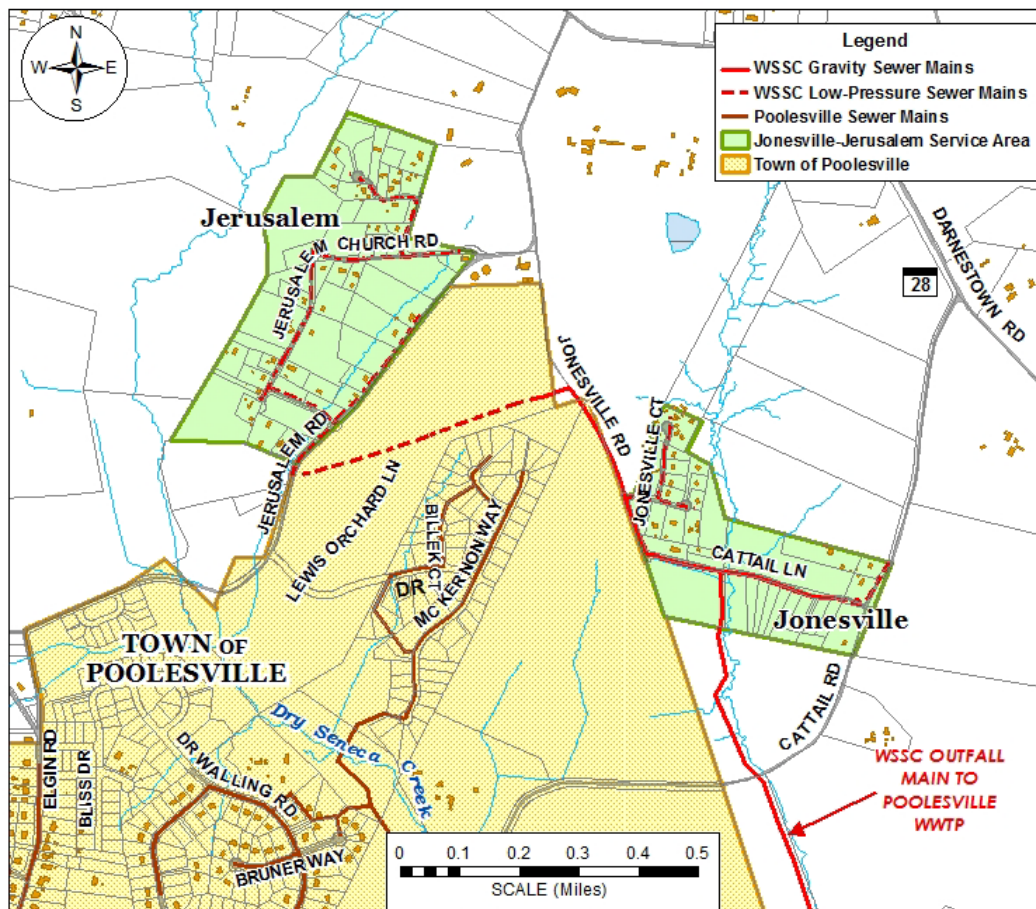 N
W E
S
Legend
WSSC Gravity Sewer Mains
WSSC Low-Pressure Sewer Mains
Poolesville Sewer Mains
Jonesville-Jerusalem Service Area
Town of Poolesville
Jerusalem
JERUSALEM CHURCH RD
DARNESTOWN RD
28
JONESVILLE RD
JONESVILLE CT
JERUSALEM RD
LEWIS ORCHARD LN
BILLEK CT
DR
MC KERNON WAY
CATTAIL LN
Jonesville
TOWN OF
POOLESVILLE
CATTAIL RD
Dry Seneca Creek
WSSC OUTFALL
MAIN TO
POOLESVILLE
WWTP
ELGIN RD
BLISS DR
DR WALLING RD
BRUNER WAY
0 0.1 0.2 0.3 0.4 0.5
SCALE (Miles)